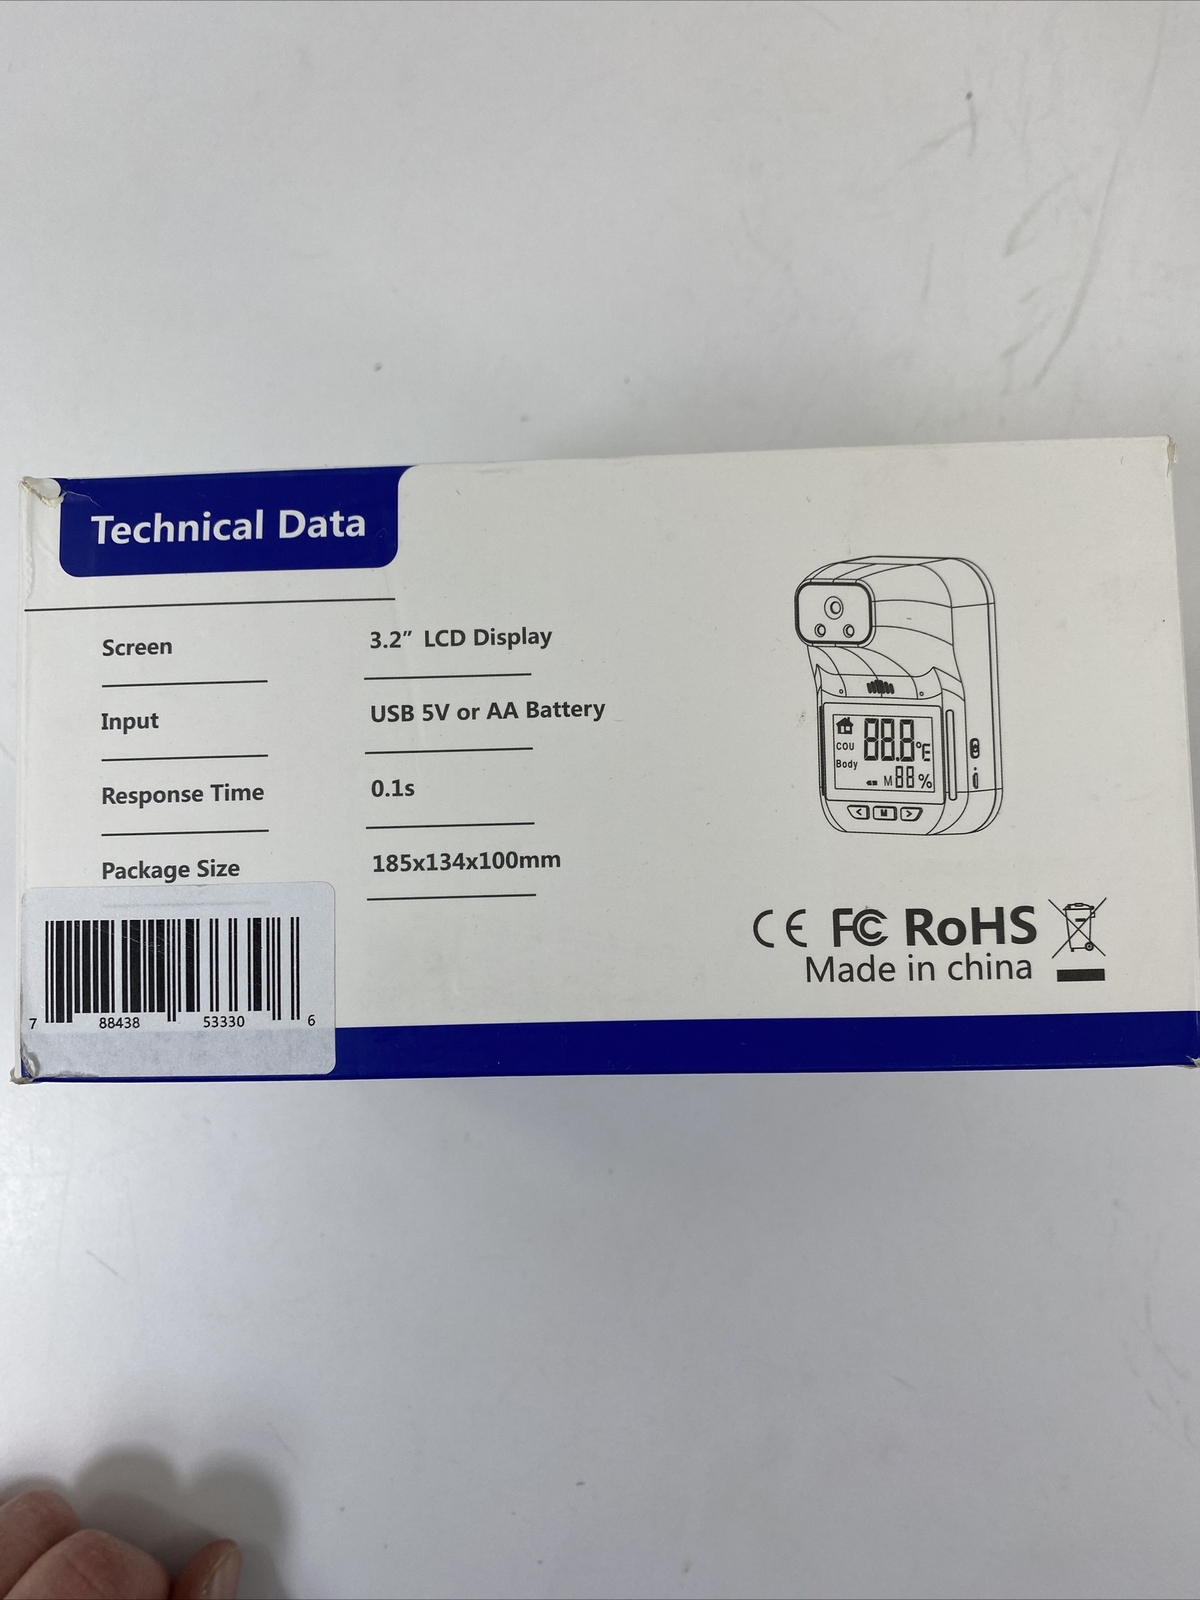 Technical Data
Screen 3.2" LCD Display
Input USB 5V or AA Battery
Response Time 0.1s
Package Size 185x134x100mm
COU
Body
88.8°E
M88%
< M >
CE FC RoHS
Made in china
7 88438 53330 6